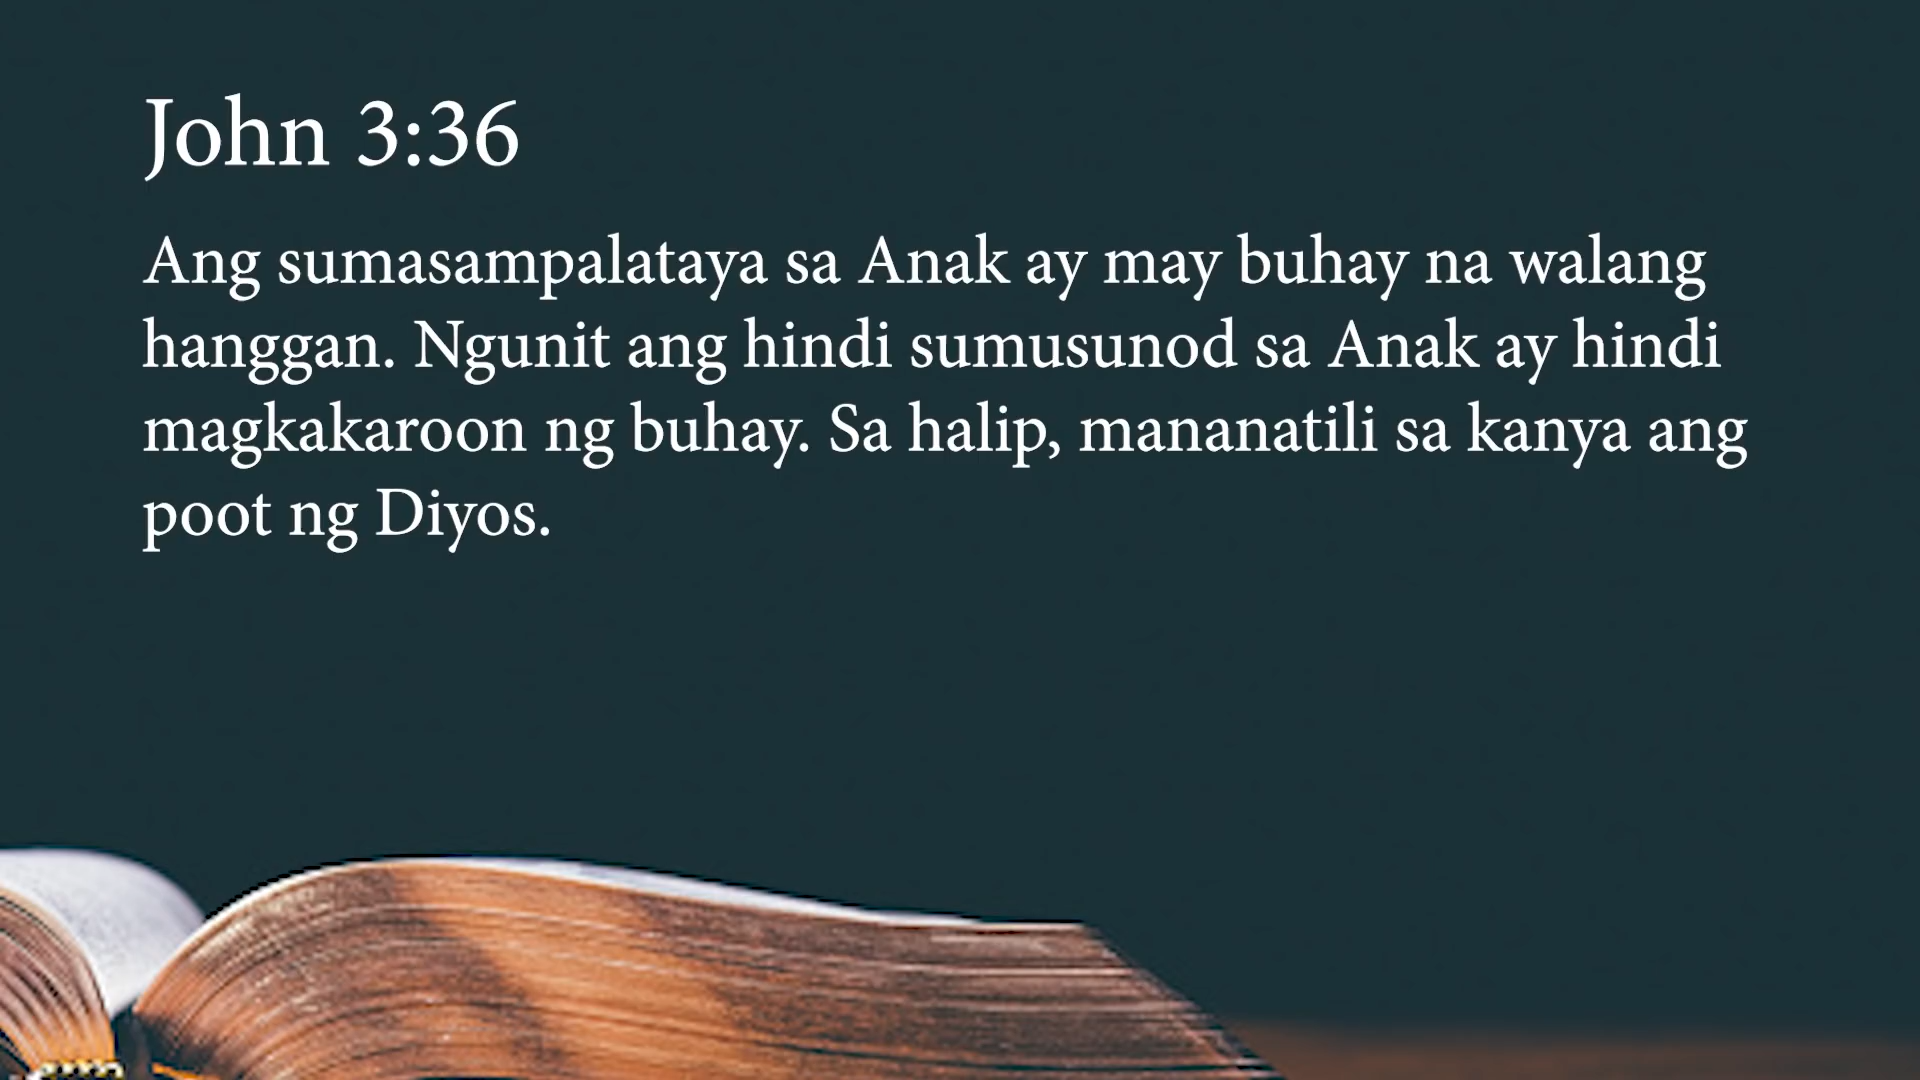 John 3:36
Ang sumasampalataya sa Anak ay may buhay na walang
hanggan. Ngunit ang hindi sumusunod sa Anak ay hindi
magkakaroon ng buhay. Sa halip, mananatili sa kanya ang
poot ng Diyos.